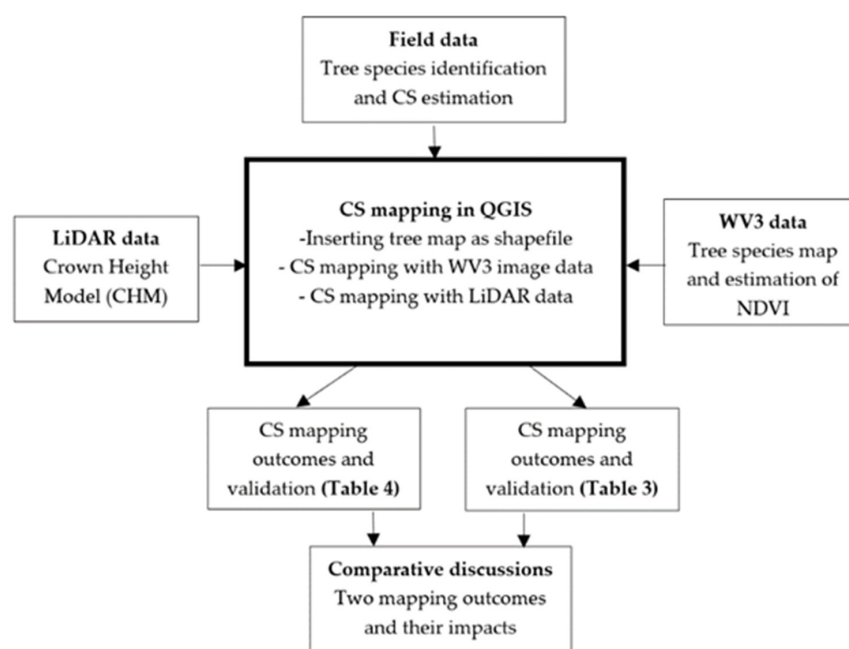 Field data
Tree species identification
and CS estimation
CS mapping in QGIS
-Inserting tree map as shapefile
- CS mapping with WV3 image data
- CS mapping with LiDAR data
LiDAR data
Crown Height
Model (CHM)
WV3 data
Tree species map
and estimation of
NDVI
CS mapping
outcomes and
validation (Table 4)
CS mapping
outcomes and
validation (Table 3)
Comparative discussions
Two mapping outcomes
and their impacts